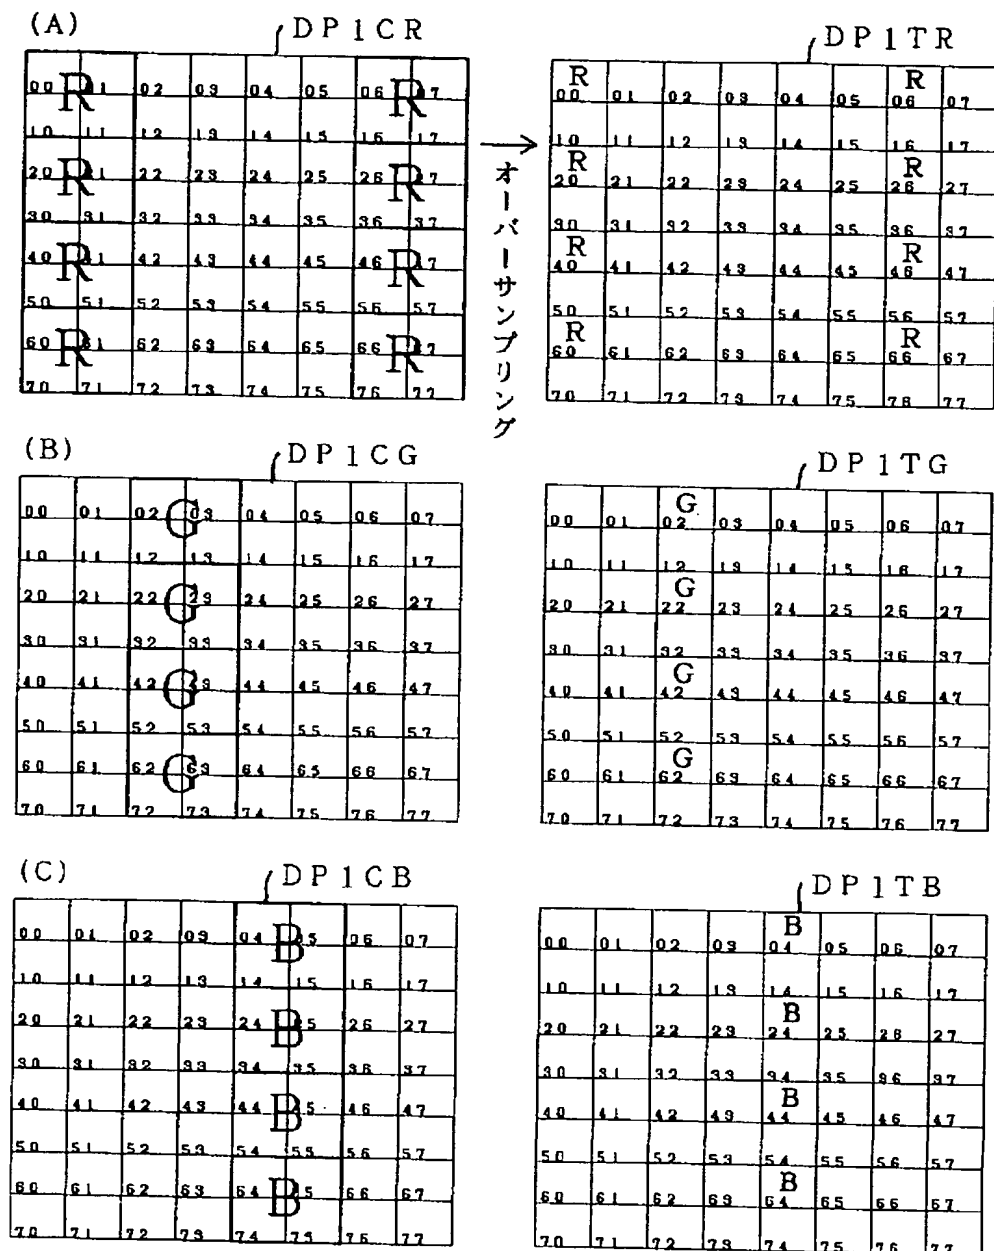 (A)
DP1CR
00 R 01 02 03 04 05 06 R 07
10 11 12 13 14 15 16 17
20 R 21 22 23 24 25 26 R 27
30 31 32 33 34 35 36 37
40 R 41 42 43 44 45 46 R 47
50 51 52 53 54 55 56 57
60 R 61 62 63 64 65 66 R 67
70 71 72 73 74 75 76 77
オーバーサンプリング
DP1TR
R R
00 01 02 03 04 05 06 07
10 11 12 13 14 15 16 17
R R
20 21 22 23 24 25 26 27
30 31 32 33 34 35 36 37
R R
40 41 42 43 44 45 46 47
50 51 52 53 54 55 56 57
R R
60 61 62 63 64 65 66 67
70 71 72 73 74 75 76 77
(B)
DP1CG
00 01 02 G 03 04 05 06 07
10 11 12 13 14 15 16 17
20 21 22 G 23 24 25 26 27
30 31 32 33 34 35 36 37
40 41 42 G 43 44 45 46 47
50 51 52 53 54 55 56 57
60 61 62 G 63 64 65 66 67
70 71 72 73 74 75 76 77
DP1TG
G
00 01 02 03 04 05 06 07
10 11 12 13 14 15 16 17
G
20 21 22 23 24 25 26 27
30 31 32 33 34 35 36 37
G
40 41 42 43 44 45 46 47
50 51 52 53 54 55 56 57
G
60 61 62 63 64 65 66 67
70 71 72 73 74 75 76 77
(C)
DP1CB
00 01 02 03 04 B 05 06 07
10 11 12 13 14 15 16 17
20 21 22 23 24 B 25 26 27
30 31 32 33 34 35 36 37
40 41 42 43 44 B 45 46 47
50 51 52 53 54 55 56 57
60 61 62 63 64 B 65 66 67
70 71 72 73 74 75 76 77
DP1TB
B
00 01 02 03 04 05 06 07
10 11 12 13 14 15 16 17
B
20 21 22 23 24 25 26 27
30 31 32 33 34 35 36 37
B
40 41 42 43 44 45 46 47
50 51 52 53 54 55 56 57
B
60 61 62 63 64 65 66 67
70 71 72 73 74 75 76 77